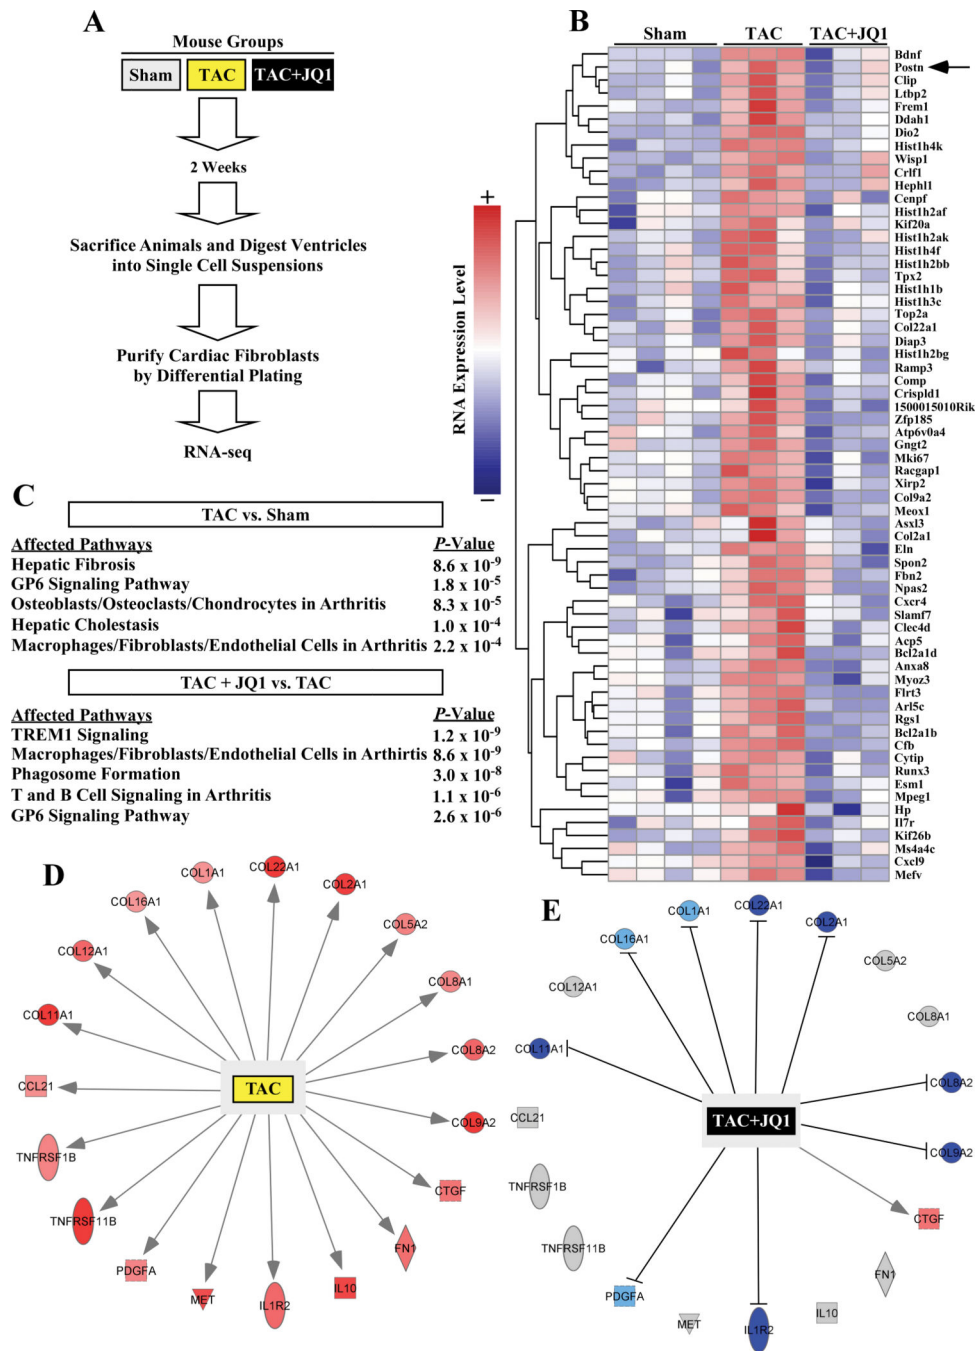 A
Mouse Groups
Sham
TAC
TAC+JQ1
2 Weeks
Sacrifice Animals and Digest Ventricles
into Single Cell Suspensions
Purify Cardiac Fibroblasts
by Differential Plating
RNA-seq
B
Sham
TAC
TAC+JQ1
+
RNA Expression Level
−
Bdnf
Postn
Clip
Ltbp2
Frem1
Ddah1
Dio2
Hist1h4k
Wisp1
Crlf1
Hephl1
Cenpf
Hist1h2af
Kif20a
Hist1h2ak
Hist1h4f
Hist1h2bb
Tpx2
Hist1h1b
Hist1h3c
Top2a
Col22a1
Diap3
Hist1h2bg
Ramp3
Comp
Crispld1
1500015010Rik
Zfp185
Atp6v0a4
Gngt2
Mki67
Racgap1
Xirp2
Col9a2
Meox1
Asxl3
Col2a1
Eln
Spon2
Fbn2
Npas2
Cxcr4
Slamf7
Clec4d
Acp5
Bcl2a1d
Anxa8
Myoz3
Flrt3
Arl5c
Rgs1
Bcl2a1b
Cfb
Cytip
Runx3
Esm1
Mpeg1
Hp
Il7r
Kif26b
Ms4a4c
Cxcl9
Mefv
C
TAC vs. Sham
Affected Pathways P-Value
Hepatic Fibrosis 8.6 x 10⁻⁹
GP6 Signaling Pathway 1.8 x 10⁻⁵
Osteoblasts/Osteoclasts/Chondrocytes in Arthritis 8.3 x 10⁻⁵
Hepatic Cholestasis 1.0 x 10⁻⁴
Macrophages/Fibroblasts/Endothelial Cells in Arthritis 2.2 x 10⁻⁴
TAC + JQ1 vs. TAC
Affected Pathways P-Value
TREM1 Signaling 1.2 x 10⁻⁹
Macrophages/Fibroblasts/Endothelial Cells in Airthirtis 8.6 x 10⁻⁹
Phagosome Formation 3.0 x 10⁻⁸
T and B Cell Signaling in Arthritis 1.1 x 10⁻⁶
GP6 Signaling Pathway 2.6 x 10⁻⁶
D
COL22A1
COL1A1
COL2A1
COL16A1
COL5A2
COL12A1
COL8A1
COL11A1
COL8A2
CCL21
TAC
COL9A2
TNFRSF1B
CTGF
TNFRSF11B
FN1
PDGFA
IL10
MET
IL1R2
E
COL22A1
COL1A1
COL2A1
COL16A1
COL5A2
COL12A1
COL8A1
COL11A1
COL8A2
CCL21
TAC+JQ1
COL9A2
TNFRSF1B
CTGF
TNFRSF11B
FN1
PDGFA
IL10
MET
IL1R2